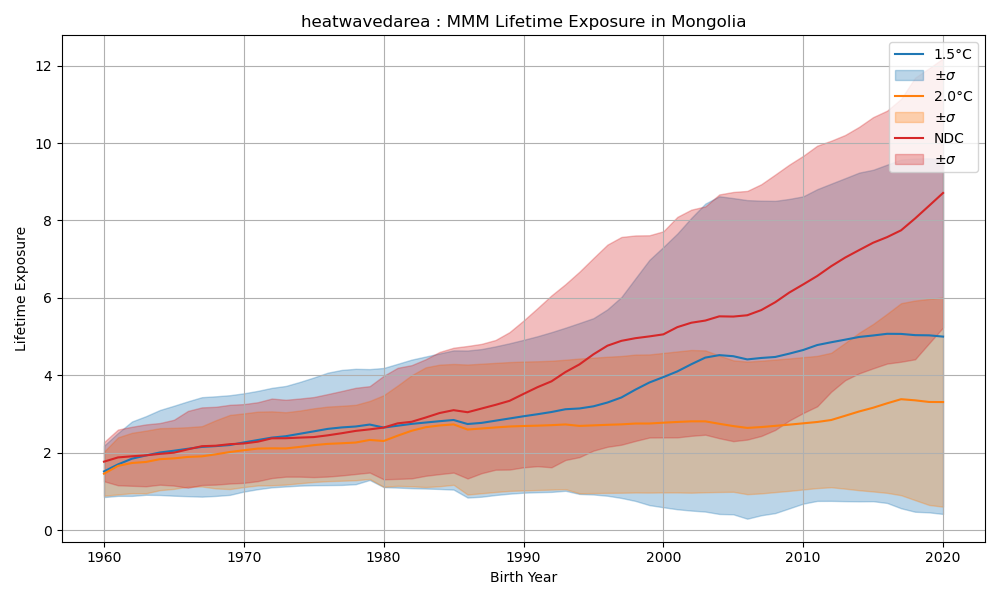 heatwavedarea : MMM Lifetime Exposure in Mongolia
1.5°C
±σ
2.0°C
±σ
NDC
±σ
12
10
8
6
4
2
0
Lifetime Exposure
1960 1970 1980 1990 2000 2010 2020
Birth Year